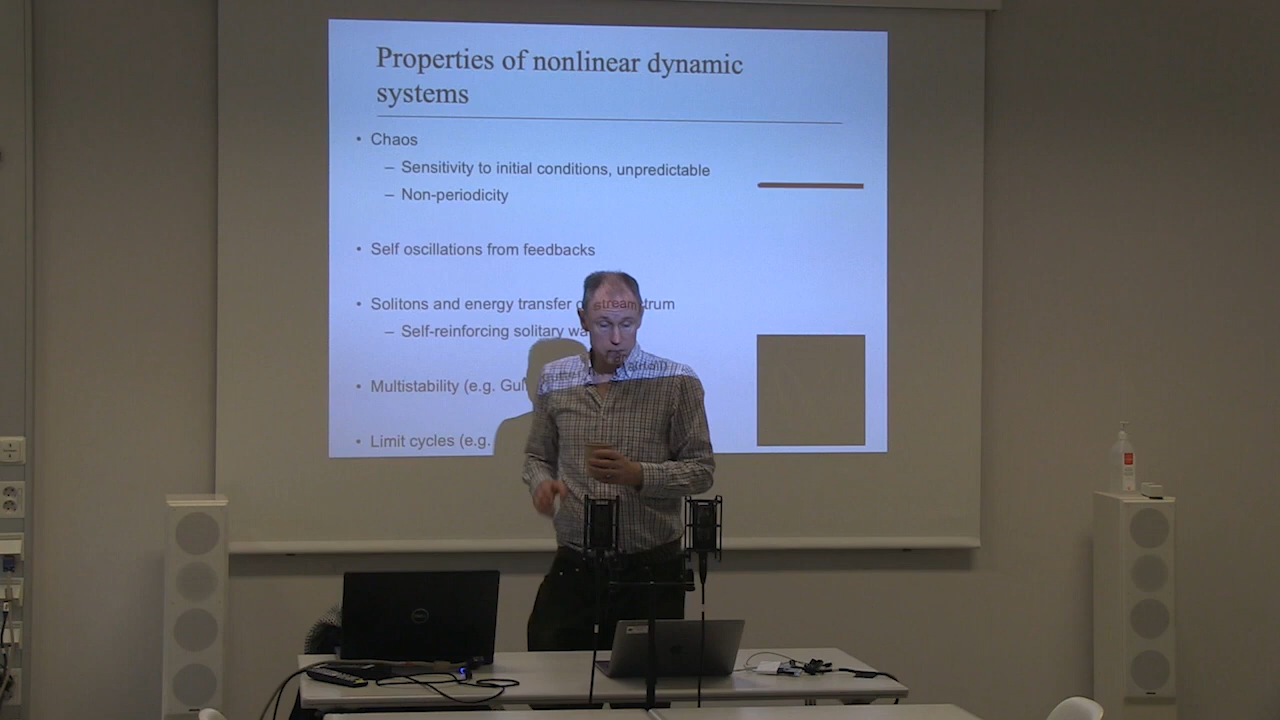 Properties of nonlinear dynamic
systems
• Chaos
– Sensitivity to initial conditions, unpredictable
– Non-periodicity
• Self oscillations from feedbacks
• Solitons and energy transfer
– Self-reinforcing solitary
• Multistability (e.g.
• Limit cycles (e.g.
DELL